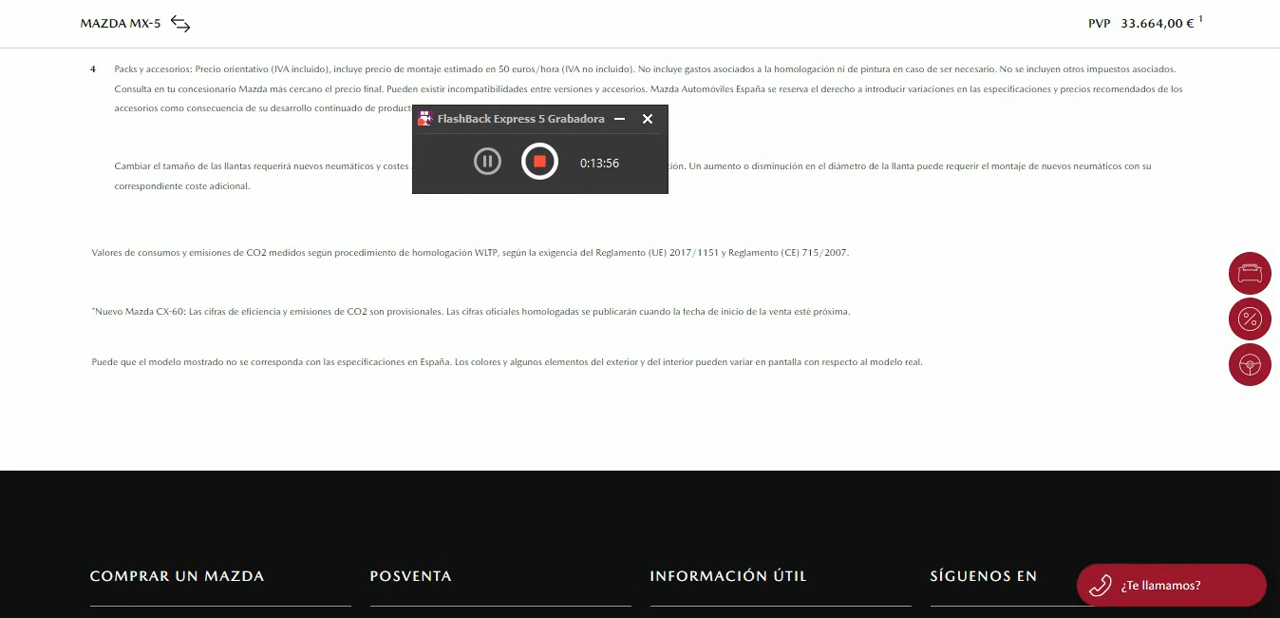 MAZDA MX-5
PVP 33.664,00 € 1
4 Packs y accesorios: Precio orientativo (IVA incluido), incluye precio de montaje estimado en 50 euros/hora (IVA no incluido). No incluye gastos asociados a la homologación ni de pintura en caso de ser necesario. No se incluyen otros impuestos asociados.
Consulta en tu concesionario Mazda más cercano el precio final. Pueden existir incompatibilidades entre versiones y accesorios. Mazda Automóviles España se reserva el derecho a introducir variaciones en las especificaciones y precios recomendados de los
accesorios como consecuencia de su desarrollo continuado de product
FlashBack Express 5 Grabadora
0:13:56
Cambiar el tamaño de las llantas requerirá nuevos neumáticos y costes ión. Un aumento o disminución en el diámetro de la llanta puede requerir el montaje de nuevos neumáticos con su
correspondiente coste adicional.
Valores de consumos y emisiones de CO2 medidos según procedimiento de homologación WLTP, según la exigencia del Reglamento (UE) 2017/1151 y Reglamento (CE) 715/2007.
*Nuevo Mazda CX-60: Las cifras de eficiencia y emisiones de CO2 son provisionales. Las cifras oficiales homologadas se publicarán cuando la fecha de inicio de la venta esté próxima.
Puede que el modelo mostrado no se corresponda con las especificaciones en España. Los colores y algunos elementos del exterior y del interior pueden variar en pantalla con respecto al modelo real.
COMPRAR UN MAZDA
POSVENTA
INFORMACIÓN ÚTIL
SÍGUENOS EN
¿Te llamamos?